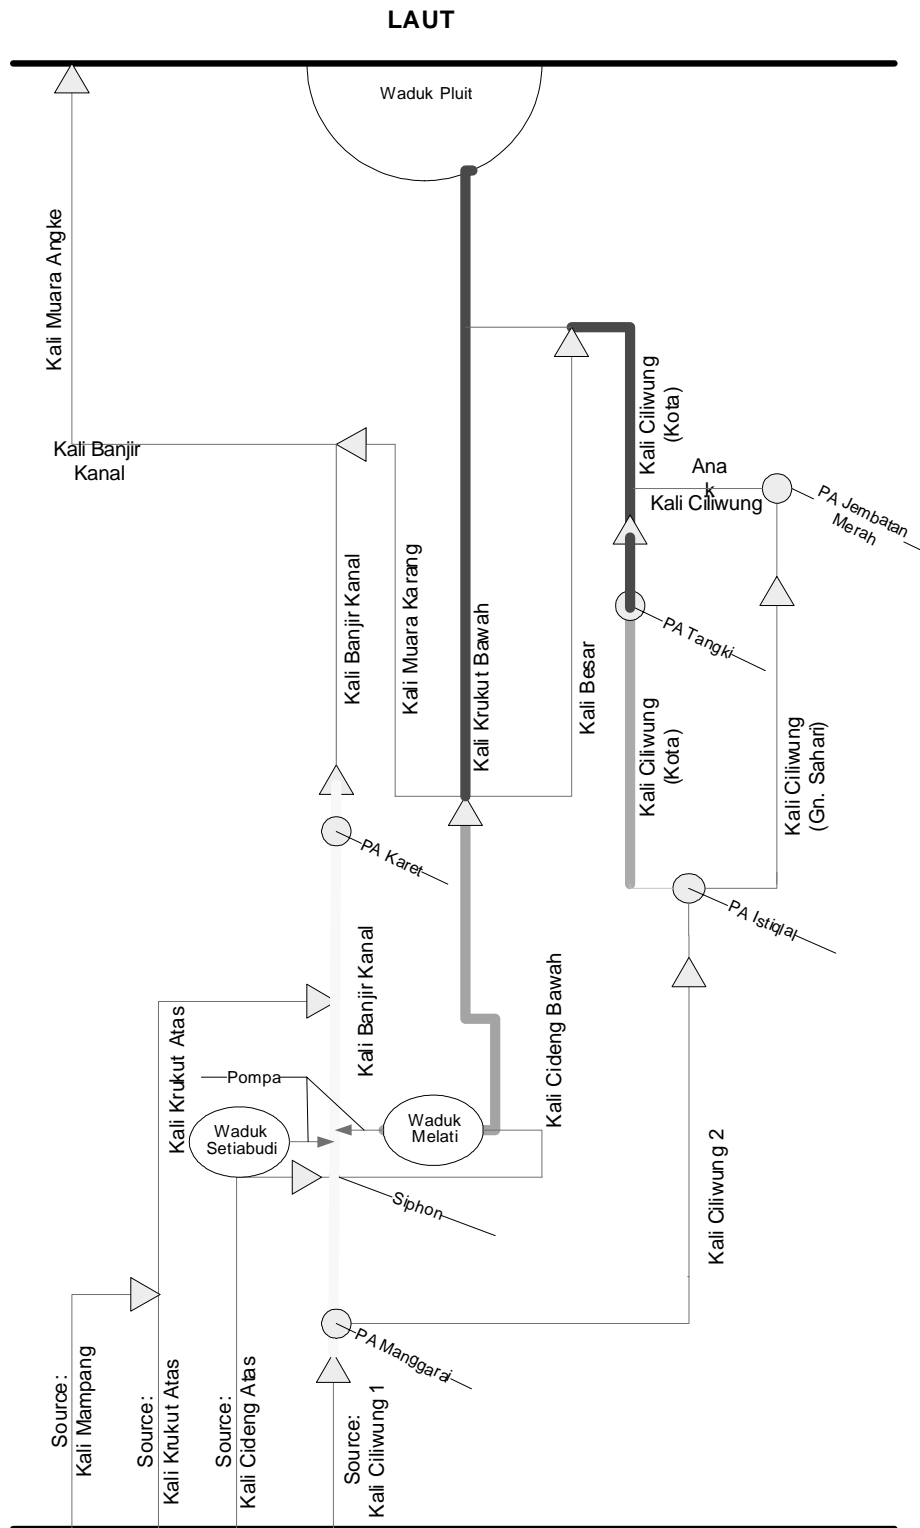 LAUT
Waduk Pluit
Kali Muara Angke
Kali Ciliwung
(Kota)
Kali Banjir
Kanal
Ana
k
Kali Ciliwung
PA Jembatan
Merah
Kali Banjir Kanal
Kali Muara Karang
Kali Krukut Bawah
Kali Besar
PA Tangki
Kali Ciliwung
(Kota)
Kali Ciliwung
(Gn. Sahari)
PA Karet
PA Istiqlal
Kali Krukut Atas
Kali Banjir Kanal
Kali Cideng Bawah
Pompa
Waduk
Setiabudi
Waduk
Melati
Siphon
Kali Ciliwung 2
PA Manggarai
Source:
Kali Mampang
Source:
Kali Krukut Atas
Source:
Kali Cideng Atas
Source:
Kali Ciliwung 1